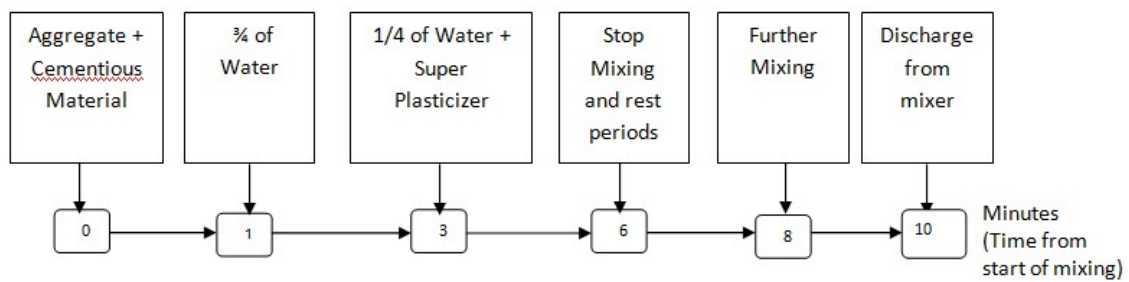 Aggregate +
Cementious
Material
¾ of
Water
1/4 of Water +
Super
Plasticizer
Stop
Mixing
and rest
periods
Further
Mixing
Discharge
from
mixer
0
1
3
6
8
10
Minutes
(Time from
start of mixing)